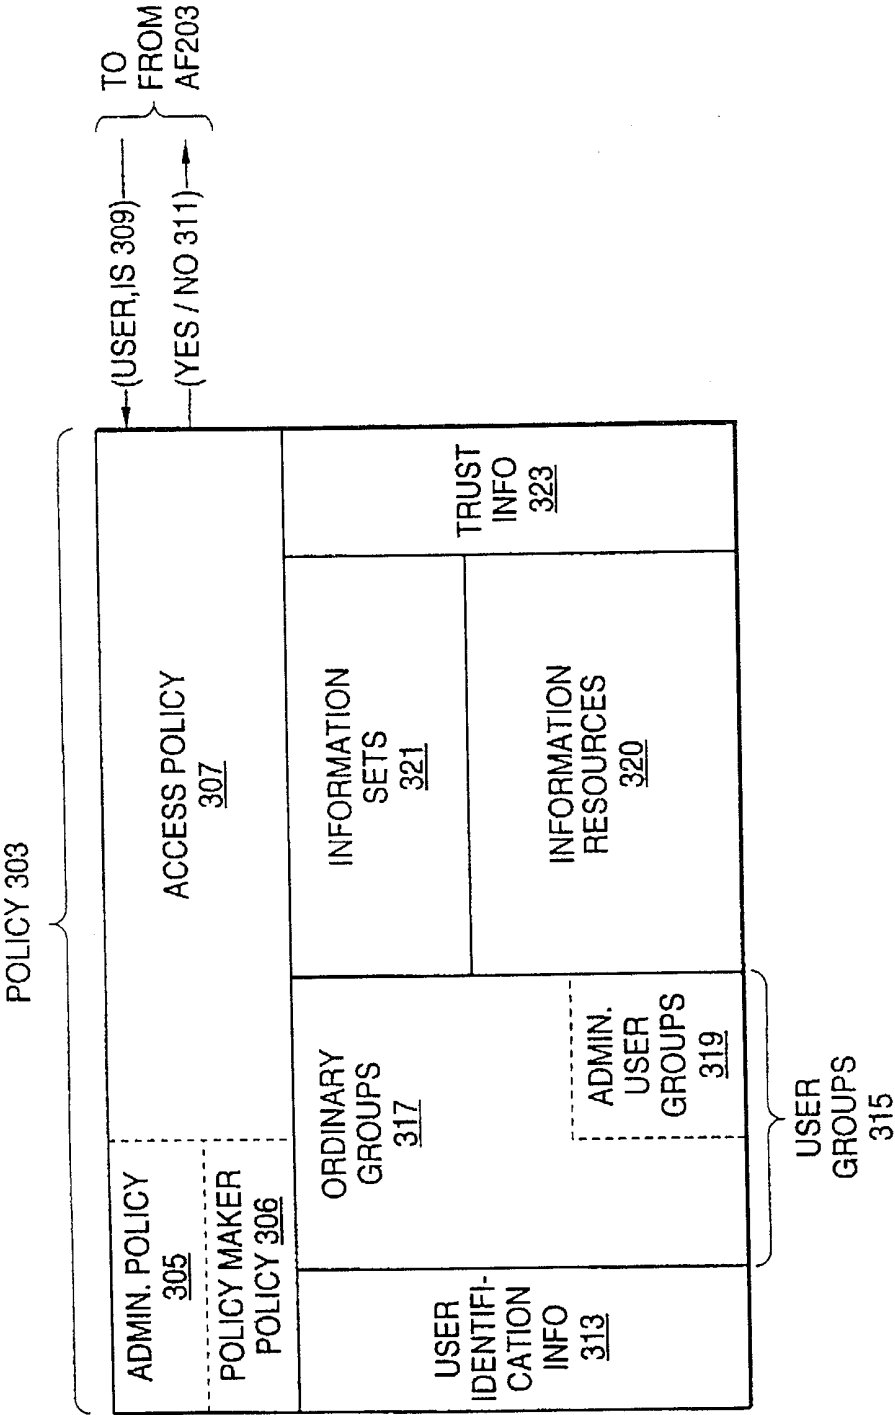 POLICY 303
ADMIN. POLICY
305
POLICY MAKER
POLICY 306
ACCESS POLICY
307
(USER,IS 309)
(YES / NO 311)
TO
FROM
AF203
USER
IDENTIFI-
CATION
INFO
313
ORDINARY
GROUPS
317
ADMIN.
USER
GROUPS
319
INFORMATION
SETS
321
INFORMATION
RESOURCES
320
TRUST
INFO
323
USER
GROUPS
315